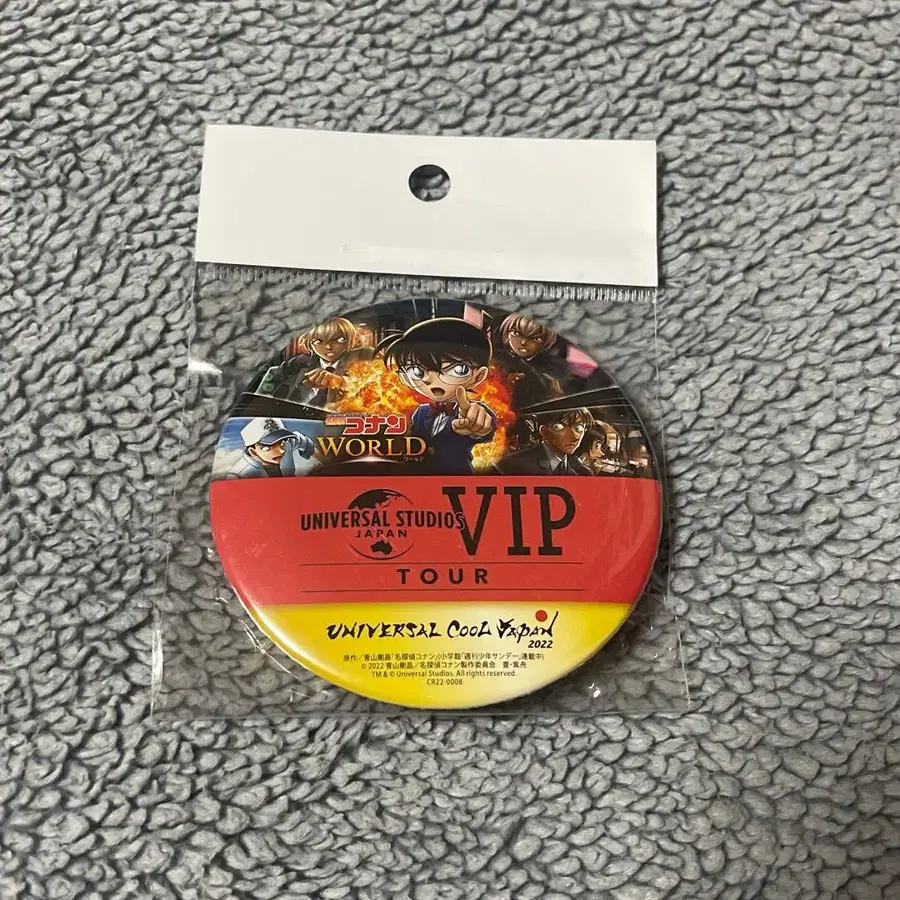 名探偵コナン
WORLD
ワールド
UNIVERSAL STUDIOS
JAPAN
VIP
TOUR
UNIVERSAL COOL JAPAN
2022
原作/青山剛昌「名探偵コナン」(小学館「週刊少年サンデー」連載中)
© 2022 青山剛昌/名探偵コナン製作委員会
TM & © Universal Studios. All rights reserved.
CR22-0008